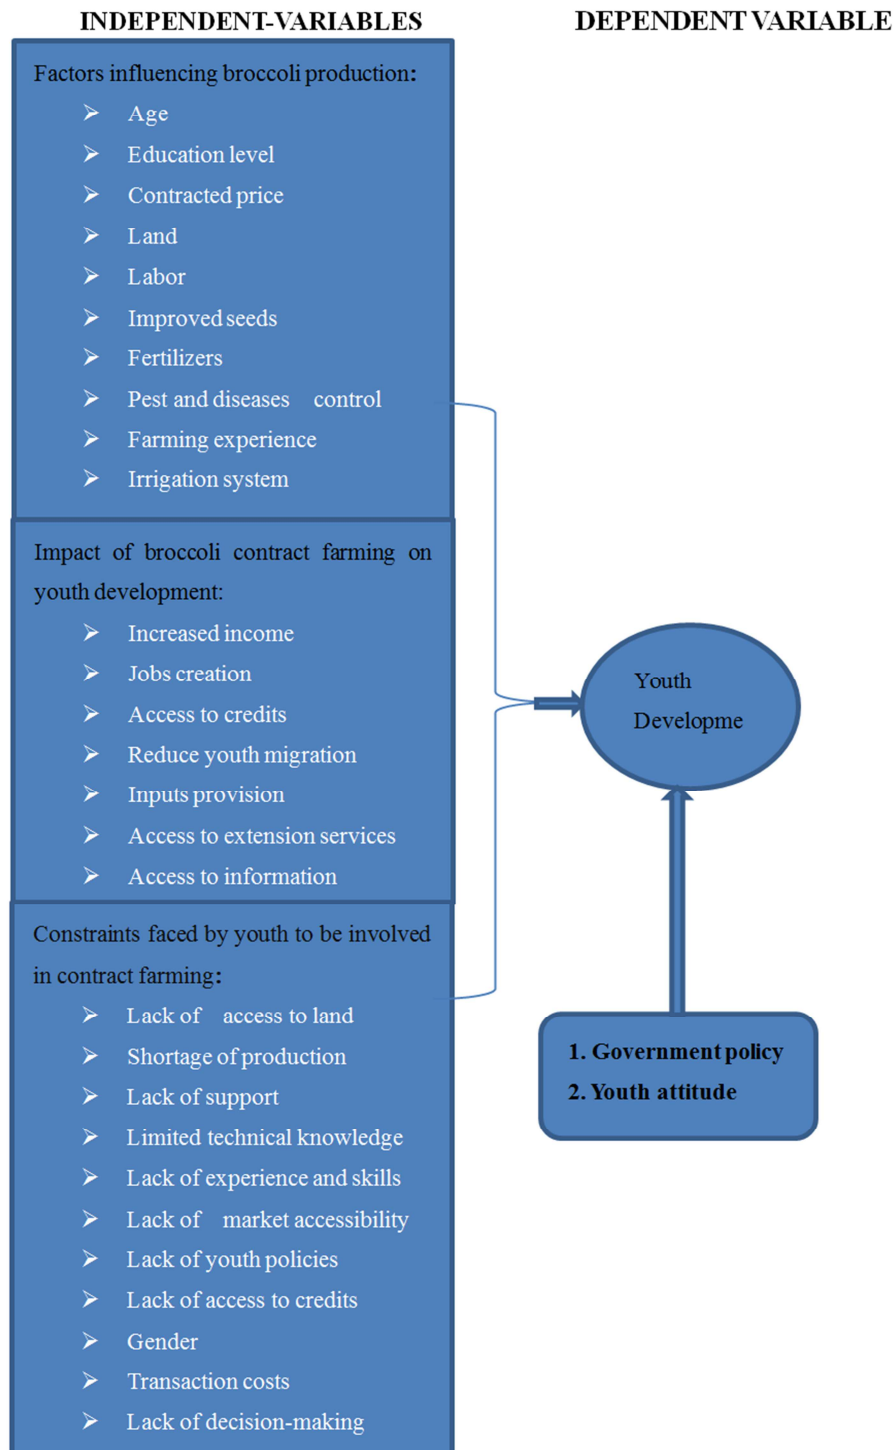 INDEPENDENT-VARIABLES
DEPENDENT VARIABLE
Factors influencing broccoli production:
➢ Age
➢ Education level
➢ Contracted price
➢ Land
➢ Labor
➢ Improved seeds
➢ Fertilizers
➢ Pest and diseases control
➢ Farming experience
➢ Irrigation system
Impact of broccoli contract farming on
youth development:
➢ Increased income
➢ Jobs creation
➢ Access to credits
➢ Reduce youth migration
➢ Inputs provision
➢ Access to extension services
➢ Access to information
Constraints faced by youth to be involved
in contract farming:
➢ Lack of access to land
➢ Shortage of production
➢ Lack of support
➢ Limited technical knowledge
➢ Lack of experience and skills
➢ Lack of market accessibility
➢ Lack of youth policies
➢ Lack of access to credits
➢ Gender
➢ Transaction costs
➢ Lack of decision-making
Youth
Developme
1. Government policy
2. Youth attitude